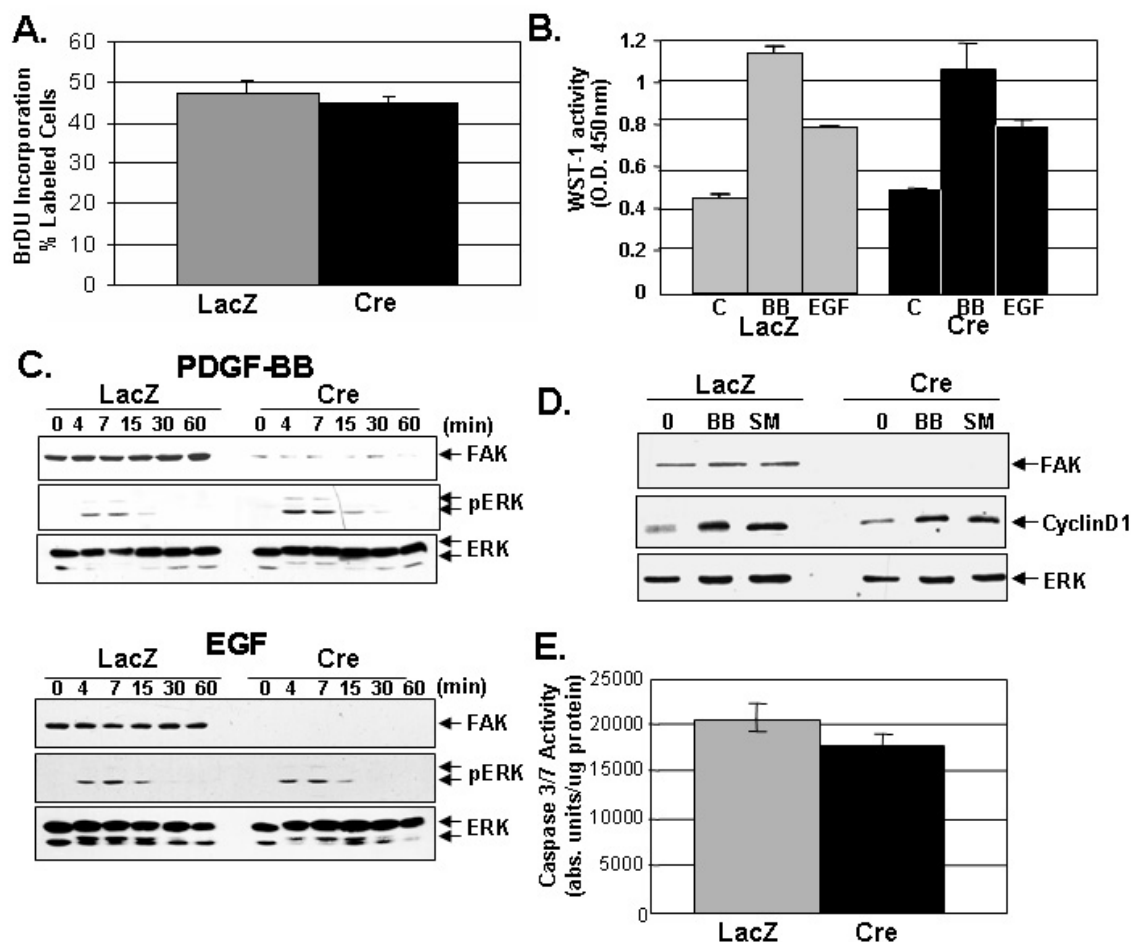 A.
BrDU Incorporation
% Labeled Cells
60
50
40
30
20
10
0
LacZ Cre
B.
WST-1 activity
(O.D. 450nm)
1.2
1
0.8
0.6
0.4
0.2
0
C BB EGF C BB EGF
LacZ Cre
C.
PDGF-BB
LacZ Cre
0 4 7 15 30 60 0 4 7 15 30 60 (min)
FAK
pERK
ERK
EGF
LacZ Cre
0 4 7 15 30 60 0 4 7 15 30 60 (min)
FAK
pERK
ERK
D.
LacZ Cre
0 BB SM 0 BB SM
FAK
CyclinD1
ERK
E.
Caspase 3/7 Activity
(abs. units/ug protein)
25000
20000
15000
10000
5000
0
LacZ Cre